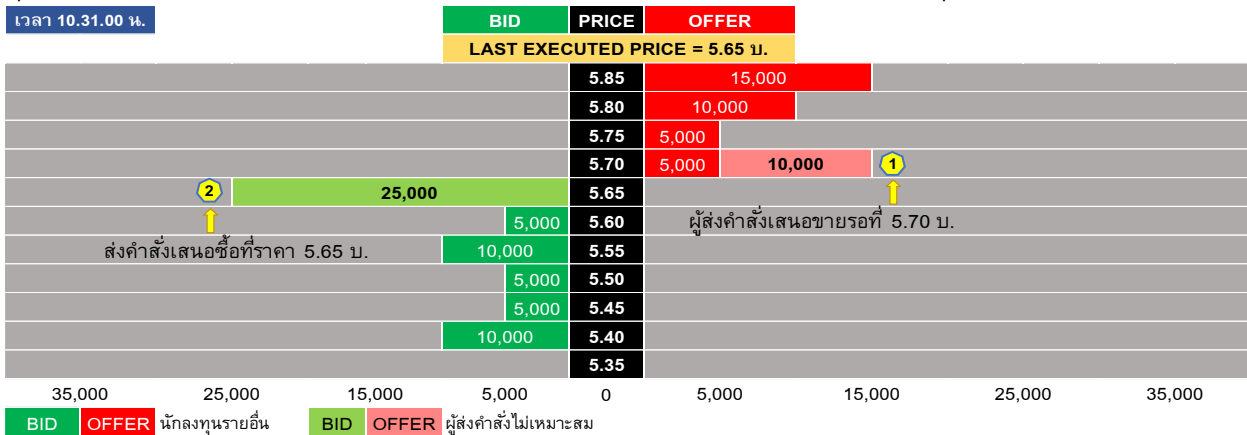 เวลา 10.31.00 น. BID PRICE OFFER
LAST EXECUTED PRICE = 5.65 บ.
5.85 15,000
5.80 10,000
5.75 5,000
5.70 5,000 10,000 1
2 25,000 5.65
5,000 5.60 ผู้ส่งคำสั่งเสนอขายรอที่ 5.70 บ.
ส่งคำสั่งเสนอซื้อที่ราคา 5.65 บ. 10,000 5.55
5,000 5.50
5,000 5.45
10,000 5.40
5.35
35,000 25,000 15,000 5,000 0 5,000 15,000 25,000 35,000
BID OFFER นักลงทุนรายอื่น BID OFFER ผู้ส่งคำสั่งไม่เหมาะสม